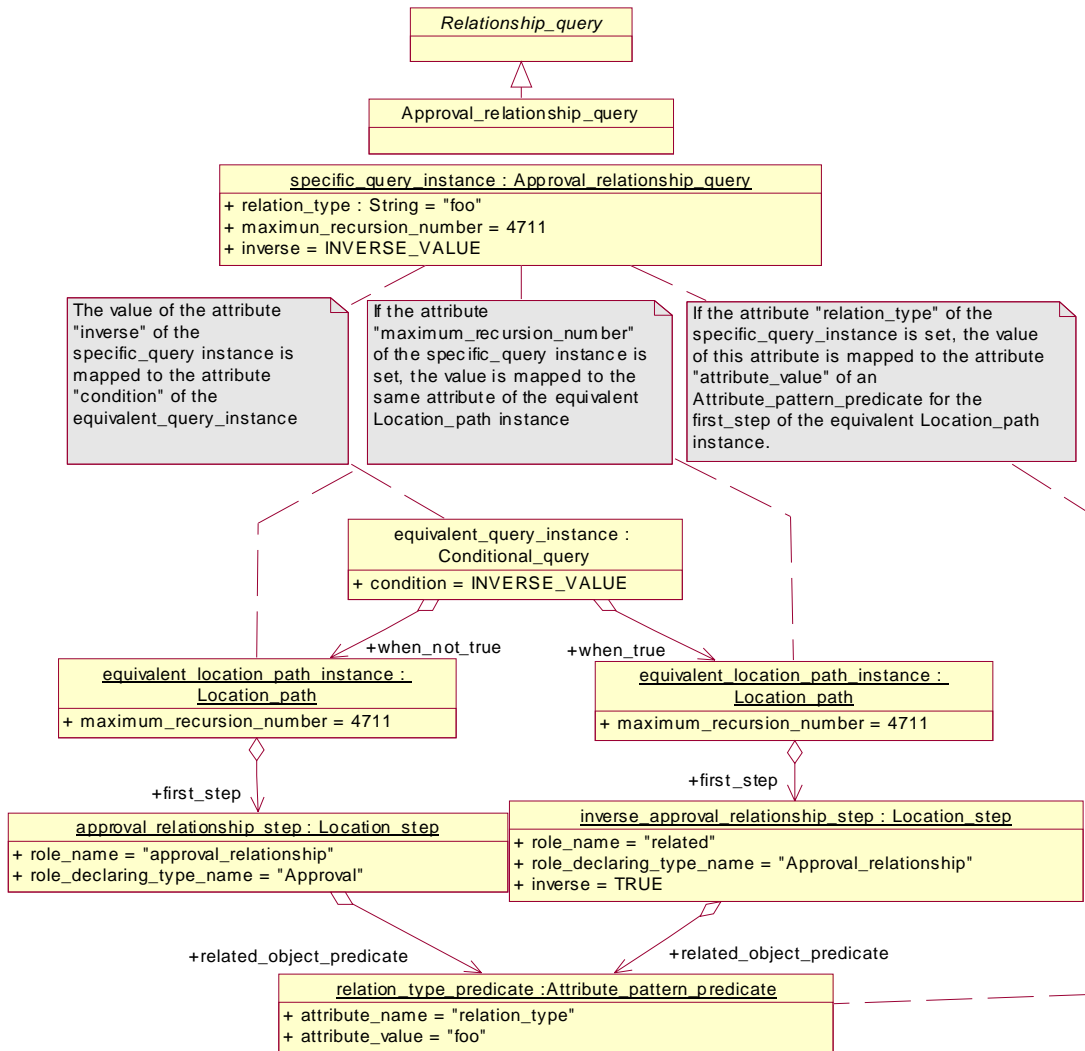 Relationship_query
Approval_relationship_query
specific_query_instance : Approval_relationship_query
+ relation_type : String = "foo"
+ maximun_recursion_number = 4711
+ inverse = INVERSE_VALUE
The value of the attribute
"inverse" of the
specific_query instance is
mapped to the attribute
"condition" of the
equivalent_query_instance
If the attribute
"maximum_recursion_number"
of the specific_query instance is
set, the value is mapped to the
same attribute of the equivalent
Location_path instance
If the attribute "relation_type" of the
specific_query_instance is set, the value
of this attribute is mapped to the attribute
"attribute_value" of an
Attribute_pattern_predicate for the
first_step of the equivalent Location_path
instance.
equivalent_query_instance :
Conditional_query
+ condition = INVERSE_VALUE
+when_not_true
+when_true
equivalent_location_path_instance :
Location_path
+ maximum_recursion_number = 4711
equivalent_location_path_instance :
Location_path
+ maximum_recursion_number = 4711
+first_step
+first_step
approval_relationship_step : Location_step
+ role_name = "approval_relationship"
+ role_declaring_type_name = "Approval"
inverse_approval_relationship_step : Location_step
+ role_name = "related"
+ role_declaring_type_name = "Approval_relationship"
+ inverse = TRUE
+related_object_predicate
+related_object_predicate
relation_type_predicate :Attribute_pattern_predicate
+ attribute_name = "relation_type"
+ attribute_value = "foo"